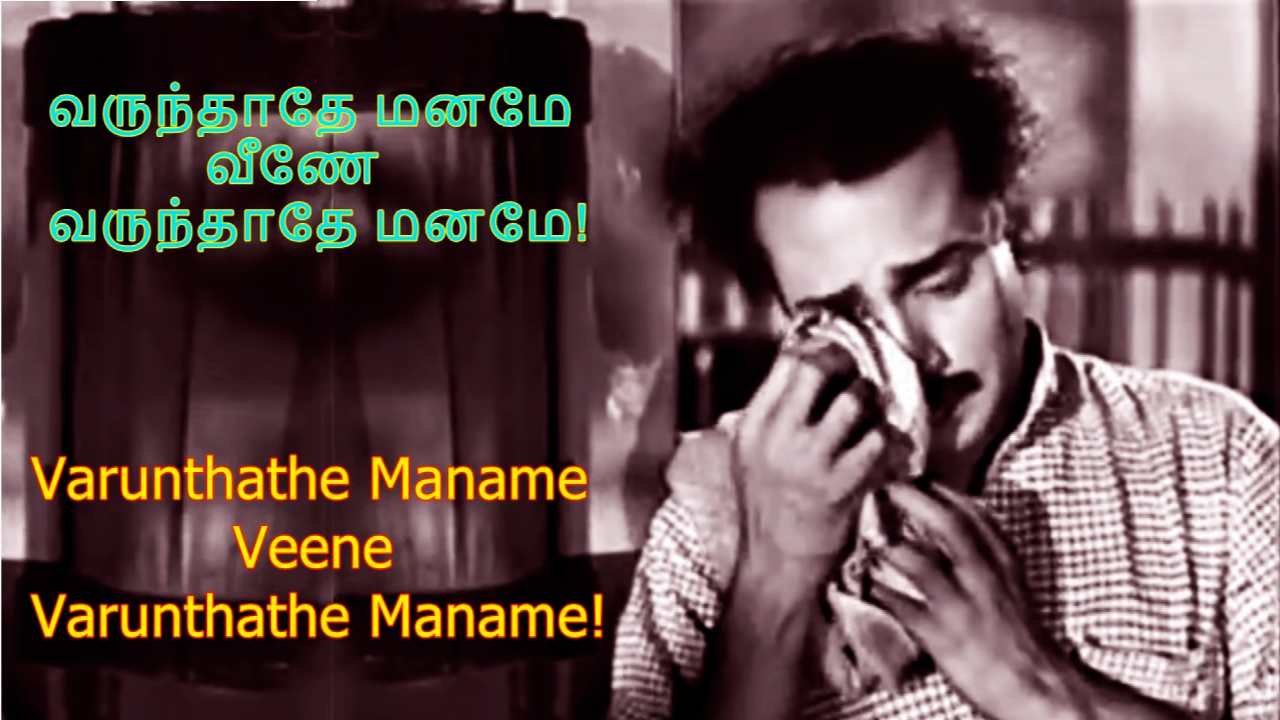 வருந்தாதே மனமே
வீணே
வருந்தாதே மனமே!
Varunthathe Maname
Veene
Varunthathe Maname!